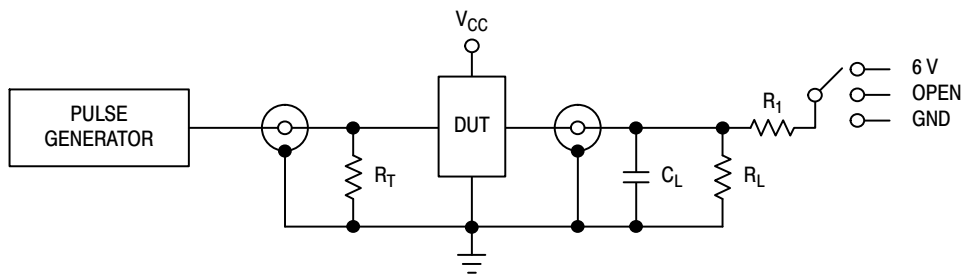 V_CC
PULSE
GENERATOR
DUT
R_T
C_L
R_L
R_1
6 V
OPEN
GND